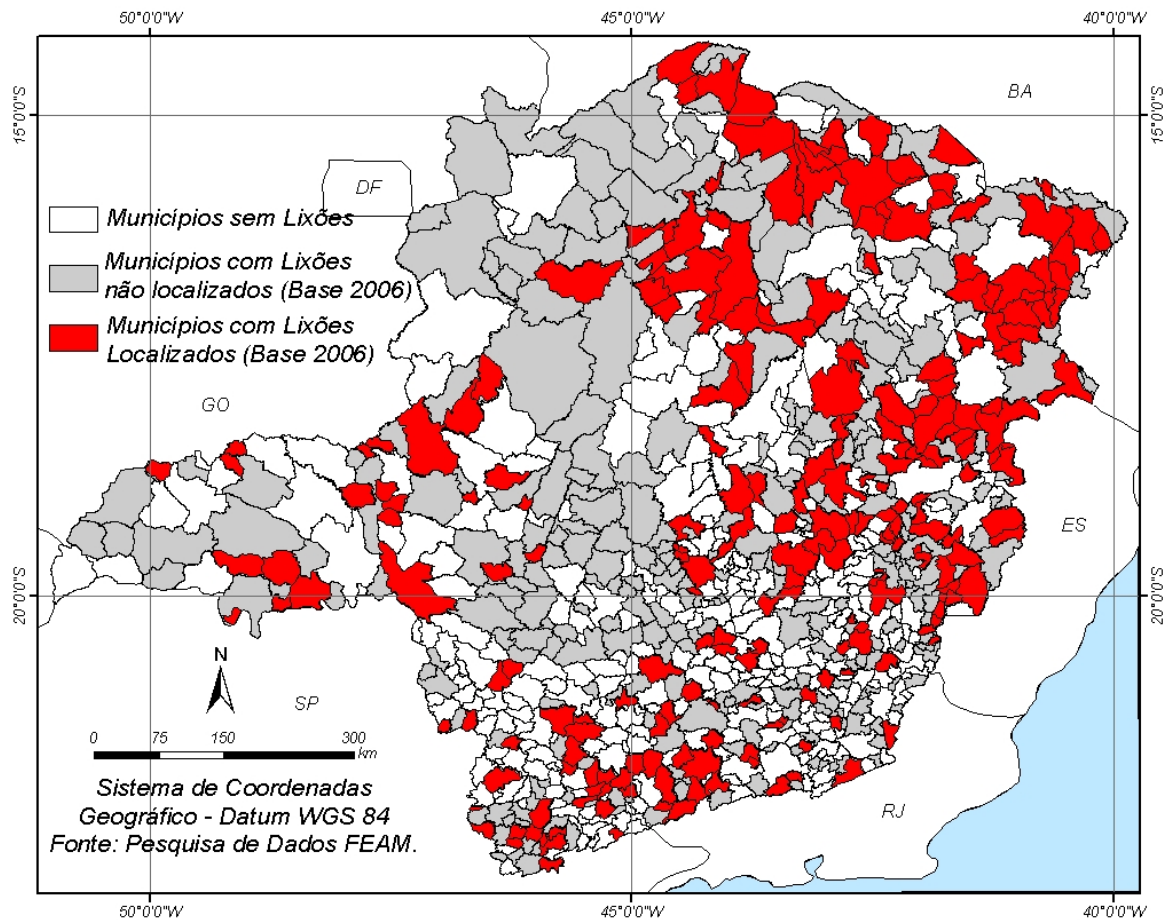 50°0'0"W 45°0'0"W 40°0'0"W
BA
15°0'0"S 15°0'0"S
DF
Municípios sem Lixões
Municípios com Lixões
não localizados (Base 2006)
Municípios com Lixões
Localizados (Base 2006)
GO
ES
20°0'0"S 20°0'0"S
N
SP
0 75 150 300
km
Sistema de Coordenadas
Geográfico - Datum WGS 84
Fonte: Pesquisa de Dados FEAM.
RJ
50°0'0"W 45°0'0"W 40°0'0"W